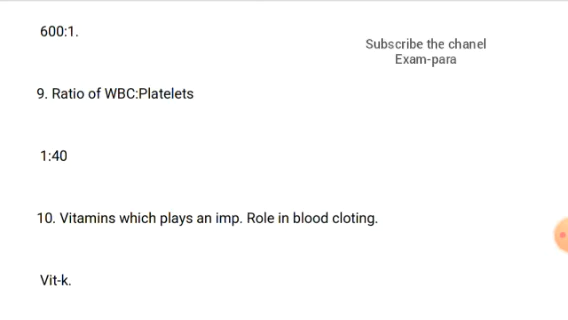 600:1.
Subscribe the chanel
Exam-para
9. Ratio of WBC:Platelets
1:40
10. Vitamins which plays an imp. Role in blood cloting.
Vit-k.